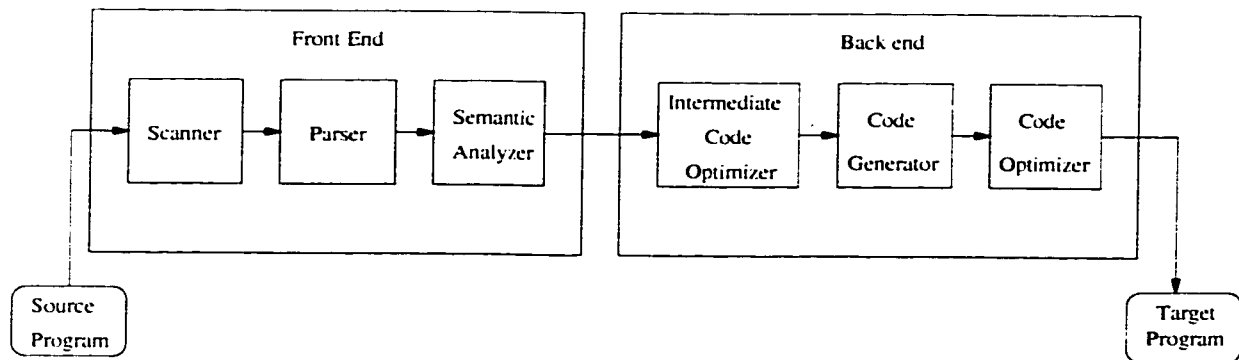 Front End
Back end
Scanner
Parser
Semantic
Analyzer
Intermediate
Code
Optimizer
Code
Generator
Code
Optimizer
Source
Program
Target
Program